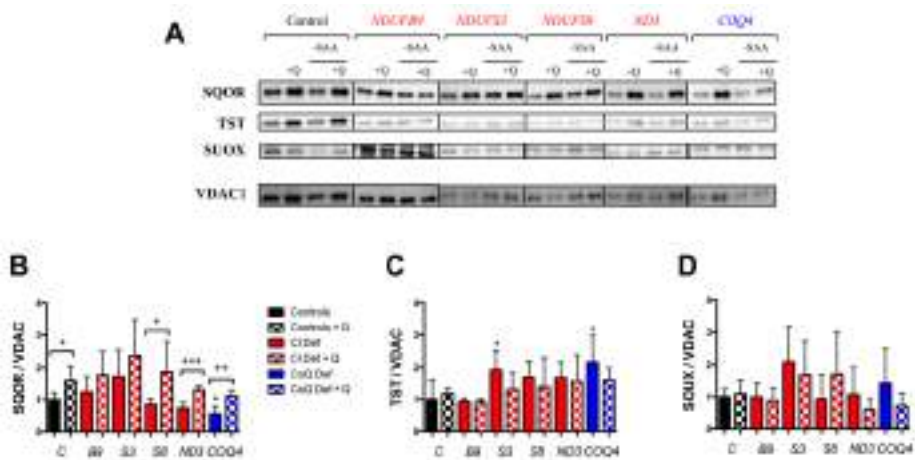 A
Control NDUFB9 NDUFS3 NDUFS8 ND3 COQ4
-SAA -SAA -SAA -SAA -SAA -SAA
+Q +Q +Q +Q +Q +Q +Q +Q +Q +Q +Q +Q
SQOR
TST
SUOX
VDAC1
B
SQOR / VDAC
C B9 S3 S8 ND3 COQ4
+ + +++ ++
Controls
Controls + Q
CI Def
CI Def + Q
CoQ Def
CoQ Def + Q
C
TST / VDAC
C B9 S3 S8 ND3 COQ4
D
SOUX / VDAC
C B9 S3 S8 ND3 COQ4